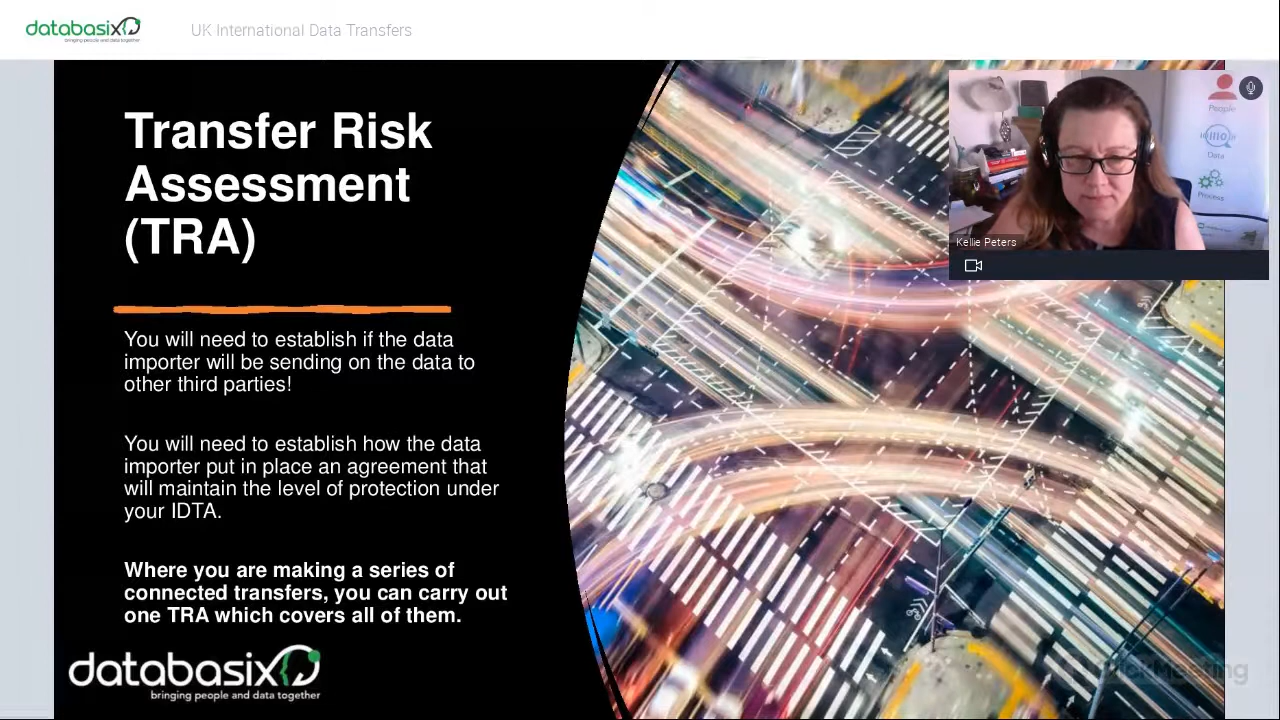 databasix
bringing people and data together
UK International Data Transfers
Transfer Risk
Assessment
(TRA)
You will need to establish if the data
importer will be sending on the data to
other third parties!
You will need to establish how the data
importer put in place an agreement that
will maintain the level of protection under
your IDTA.
Where you are making a series of
connected transfers, you can carry out
one TRA which covers all of them.
databasix
bringing people and data together
People
Data
Process
Kellie Peters
ClickMeeting